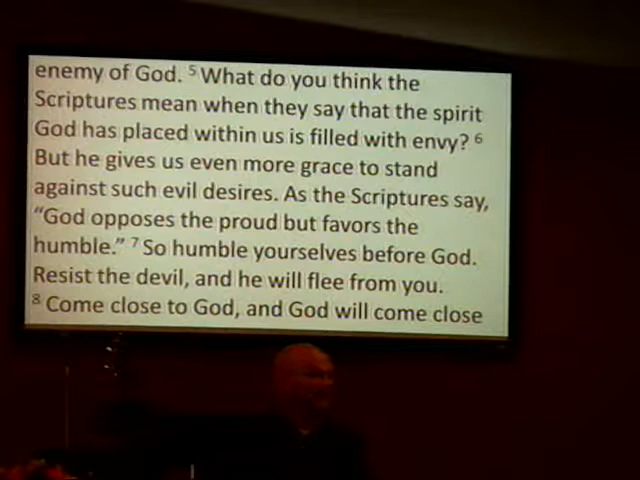 enemy of God. ⁵ What do you think the
Scriptures mean when they say that the spirit
God has placed within us is filled with envy? ⁶
But he gives us even more grace to stand
against such evil desires. As the Scriptures say,
“God opposes the proud but favors the
humble.” ⁷ So humble yourselves before God.
Resist the devil, and he will flee from you.
⁸ Come close to God, and God will come close